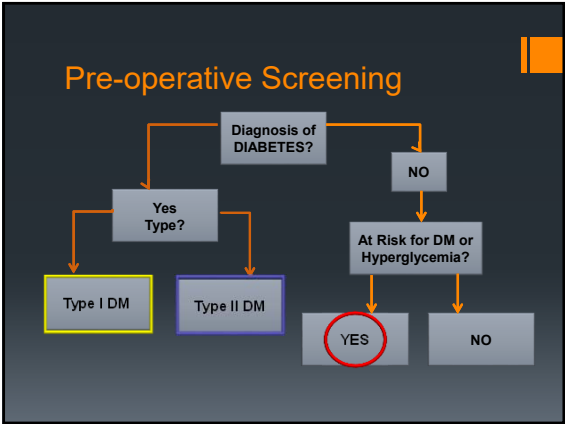 Pre-operative Screening
Diagnosis of
DIABETES?
NO
Yes
Type?
At Risk for DM or
Hyperglycemia?
Type I DM
Type II DM
YES
NO